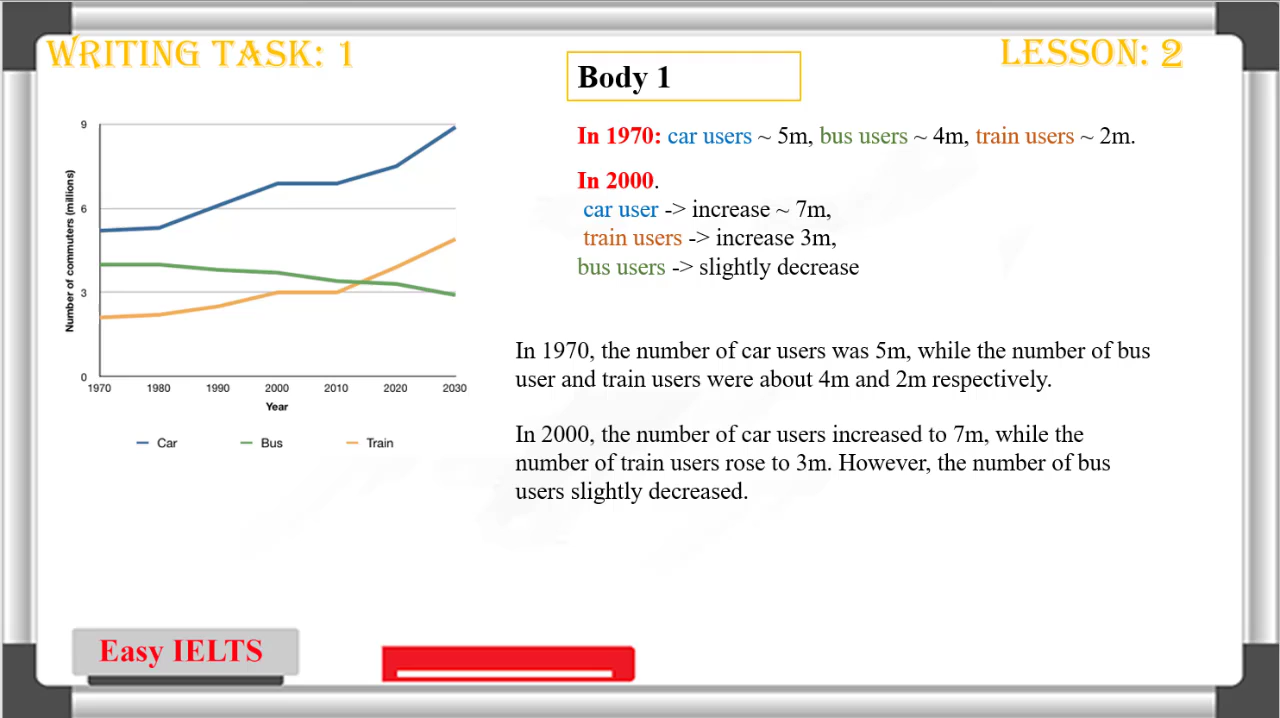 WRITING TASK: 1
LESSON: 2
Body 1
In 1970: car users ~ 5m, bus users ~ 4m, train users ~ 2m.
In 2000.
car user -> increase ~ 7m,
train users -> increase 3m,
bus users -> slightly decrease
Number of commuters (millions)
9
6
3
0
1970 1980 1990 2000 2010 2020 2030
Year
Car Bus Train
In 1970, the number of car users was 5m, while the number of bus
user and train users were about 4m and 2m respectively.
In 2000, the number of car users increased to 7m, while the
number of train users rose to 3m. However, the number of bus
users slightly decreased.
Easy IELTS